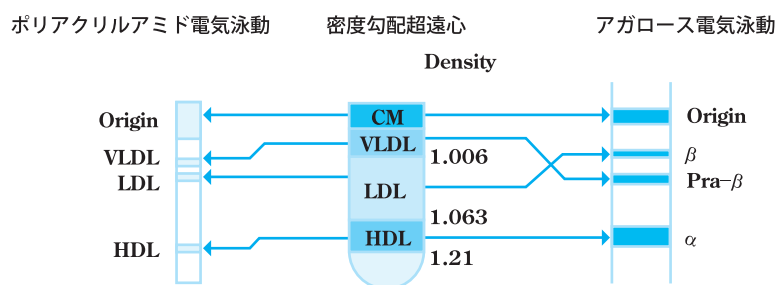 ポリアクリルアミド電気泳動
密度勾配超遠心
アガロース電気泳動
Density
Origin
VLDL
LDL
HDL
CM
VLDL
1.006
LDL
1.063
HDL
1.21
Origin
β
Pra-β
α